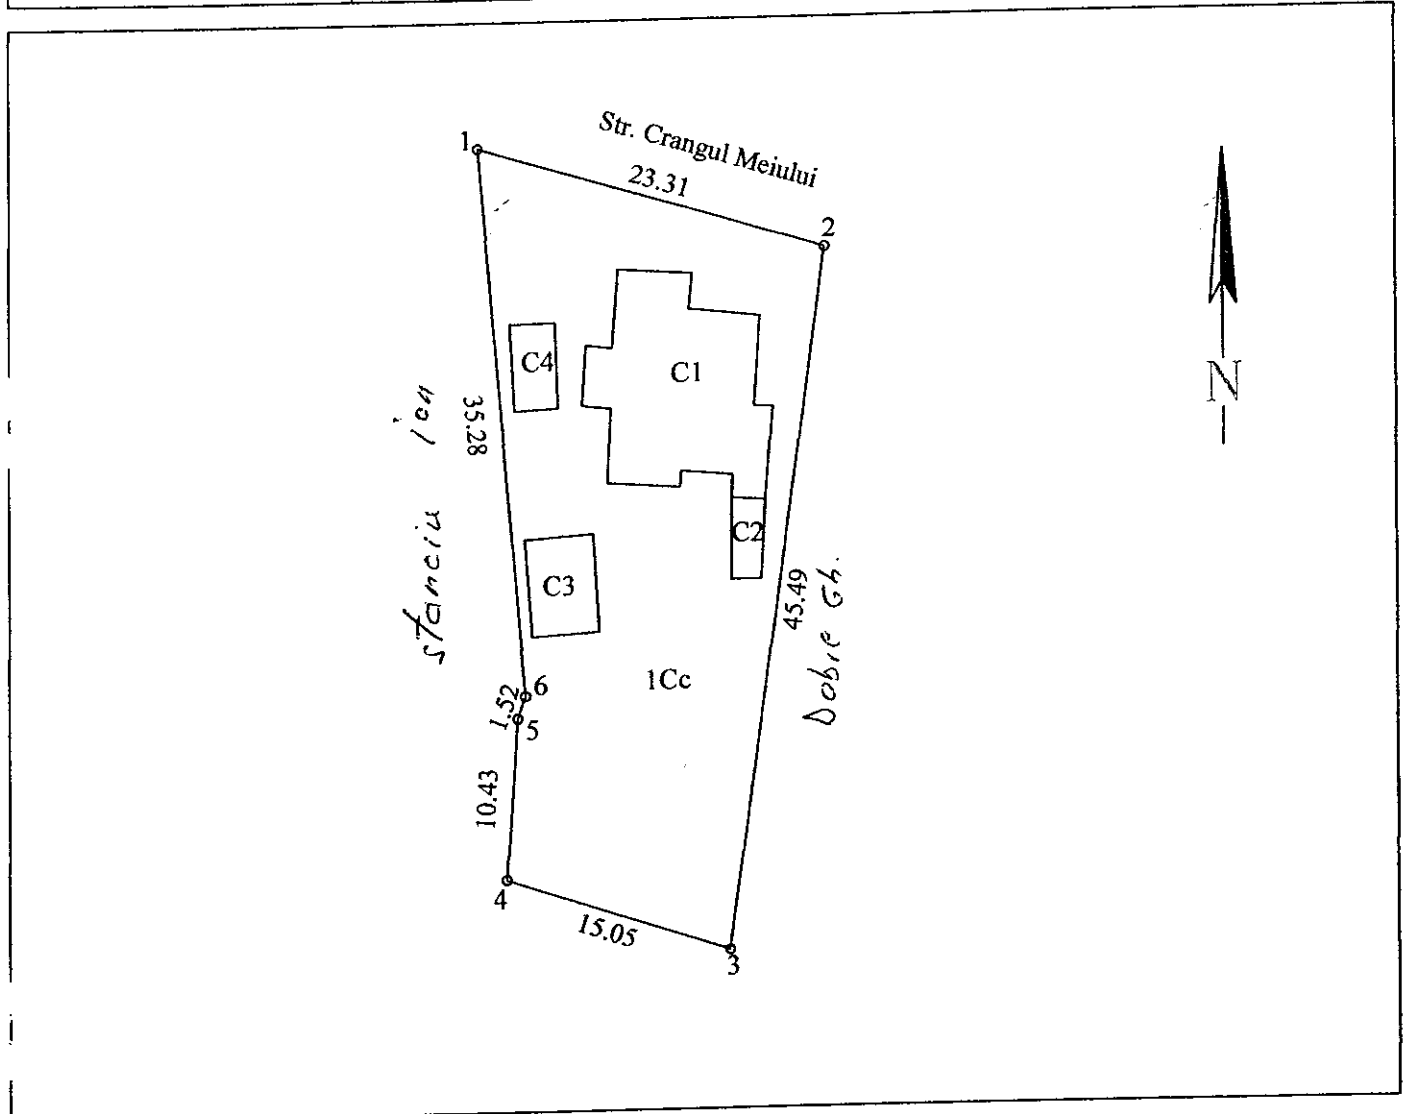 1
Str. Crangul Meiului
23.31
2
C4
C1
N
35.28
stanciu ion
C2
C3
45.49
Dobre Gh.
1Cc
6
1.52
5
10.43
4
15.05
3